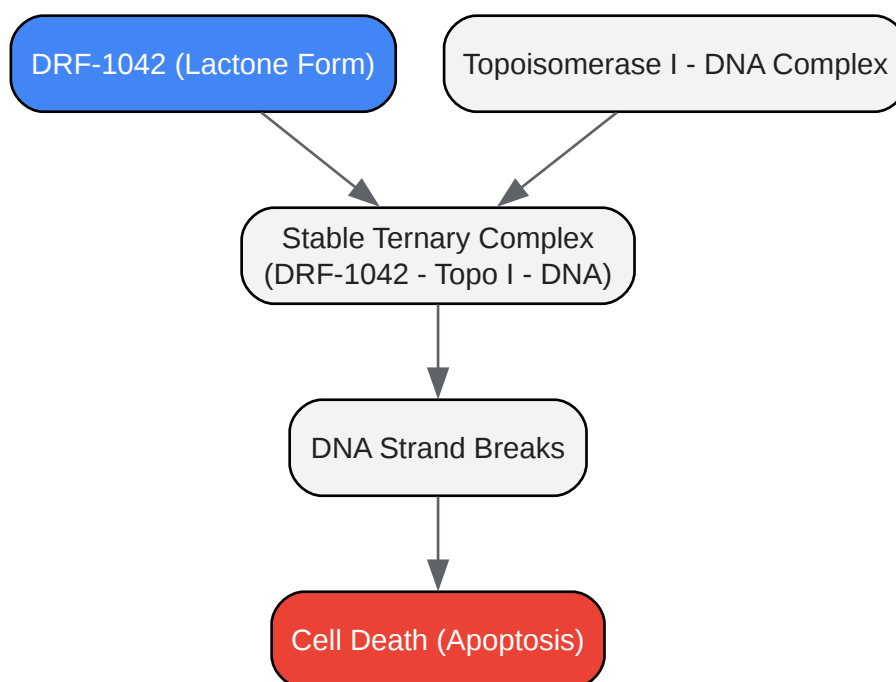 DRF-1042 (Lactone Form)
Topoisomerase I - DNA Complex
Stable Ternary Complex
(DRF-1042 - Topo I - DNA)
DNA Strand Breaks
Cell Death (Apoptosis)